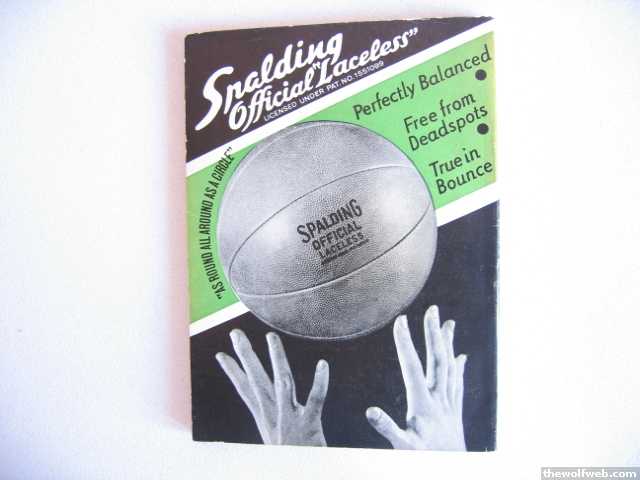 Spalding
Official "Laceless"
LICENSED UNDER PAT. NO. 1551099
Perfectly Balanced •
Free from
Deadspots •
True in
Bounce
"AS ROUND ALL AROUND AS A CIRCLE"
SPALDING
OFFICIAL
LACELESS
thewolfweb.com